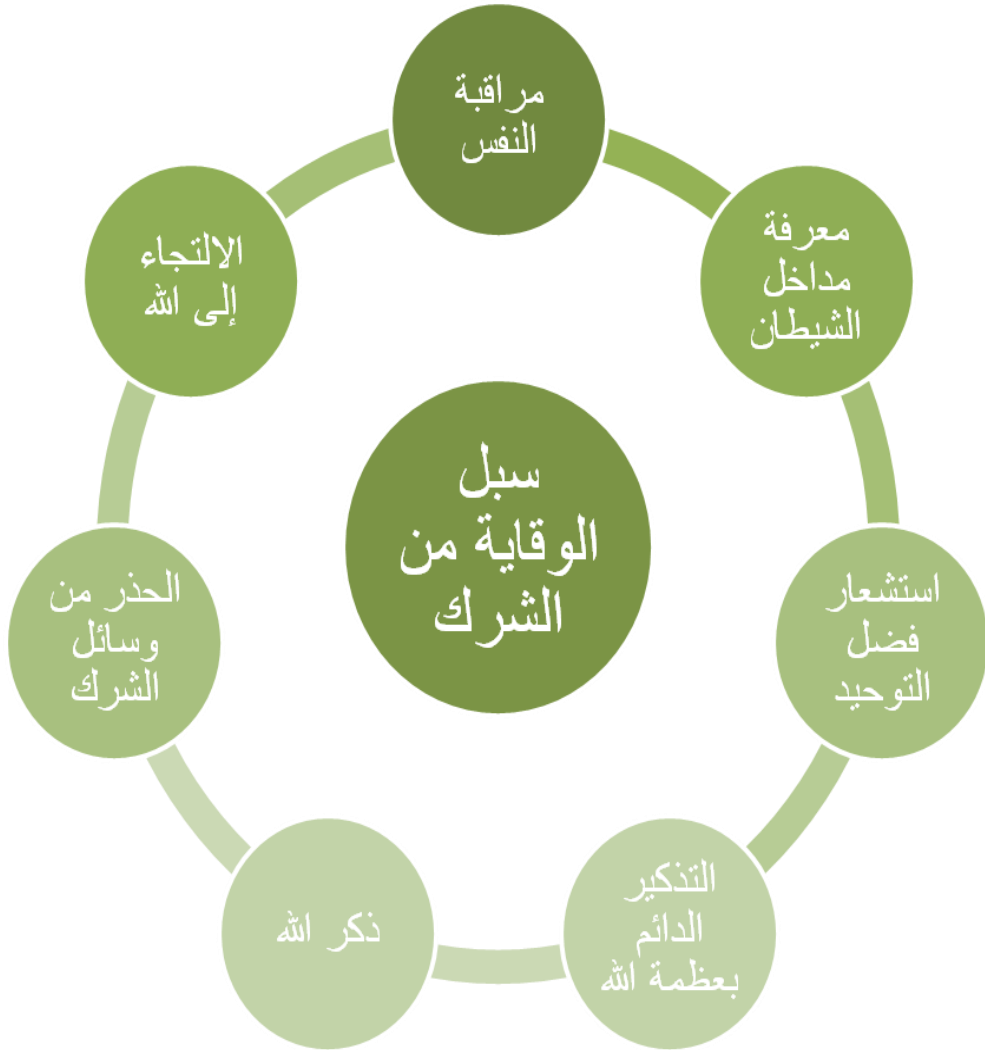 مراقبة
النفس
معرفة
مداخل
الشيطان
استشعار
فضل
التوحيد
التذكير
الدائم
بعظمة الله
ذكر الله
الحذر من
وسائل
الشرك
الالتجاء
إلى الله
سبل
الوقاية من
الشرك